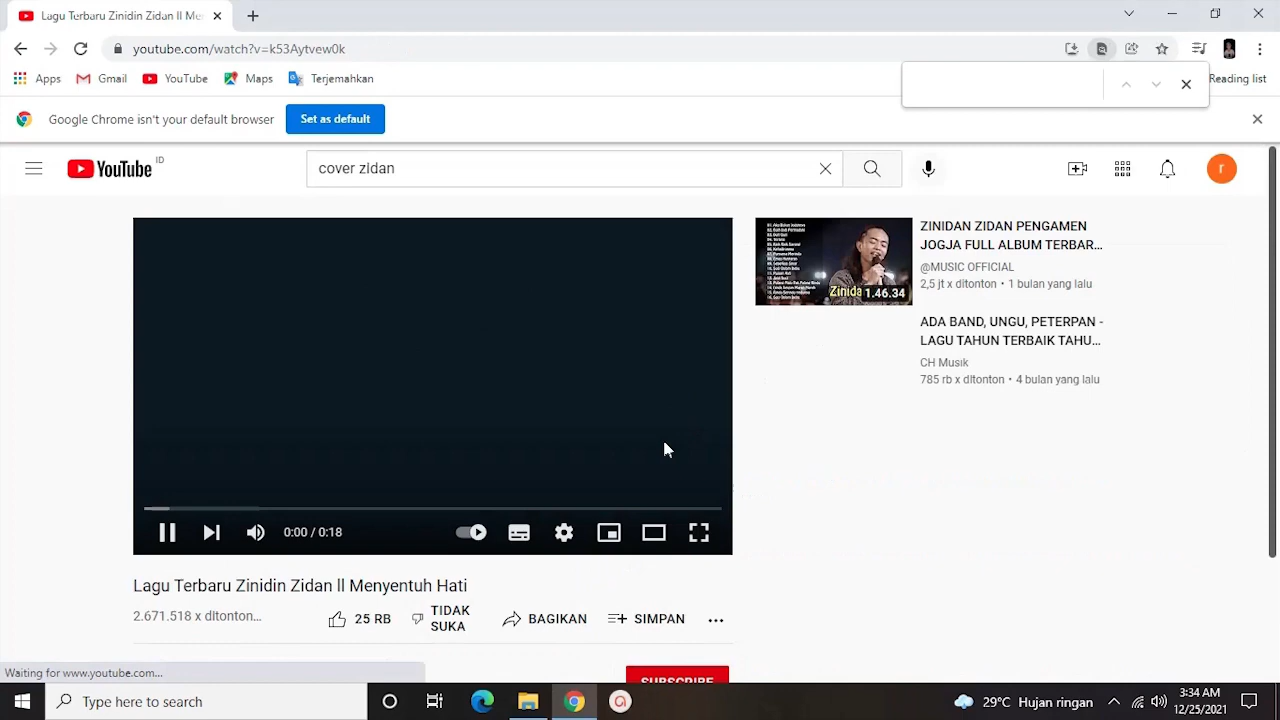 Lagu Terbaru Zinidin Zidan ll Me
youtube.com/watch?v=k53Aytvew0k
Apps Gmail YouTube Maps Terjemahkan Reading list
Google Chrome isn't your default browser Set as default
YouTube ID cover zidan r
ZINIDAN ZIDAN PENGAMEN
JOGJA FULL ALBUM TERBAR...
@MUSIC OFFICIAL
2,5 jt x ditonton • 1 bulan yang lalu
Zinida 1.46.34
ADA BAND, UNGU, PETERPAN -
LAGU TAHUN TERBAIK TAHU...
CH Musik
785 rb x ditonton • 4 bulan yang lalu
0:00 / 0:18
Lagu Terbaru Zinidin Zidan ll Menyentuh Hati
2.671.518 x ditonton... 25 RB TIDAK SUKA BAGIKAN SIMPAN
Waiting for www.youtube.com...
SUBSCRIBE
Type here to search 29°C Hujan ringan 3:34 AM
12/25/2021